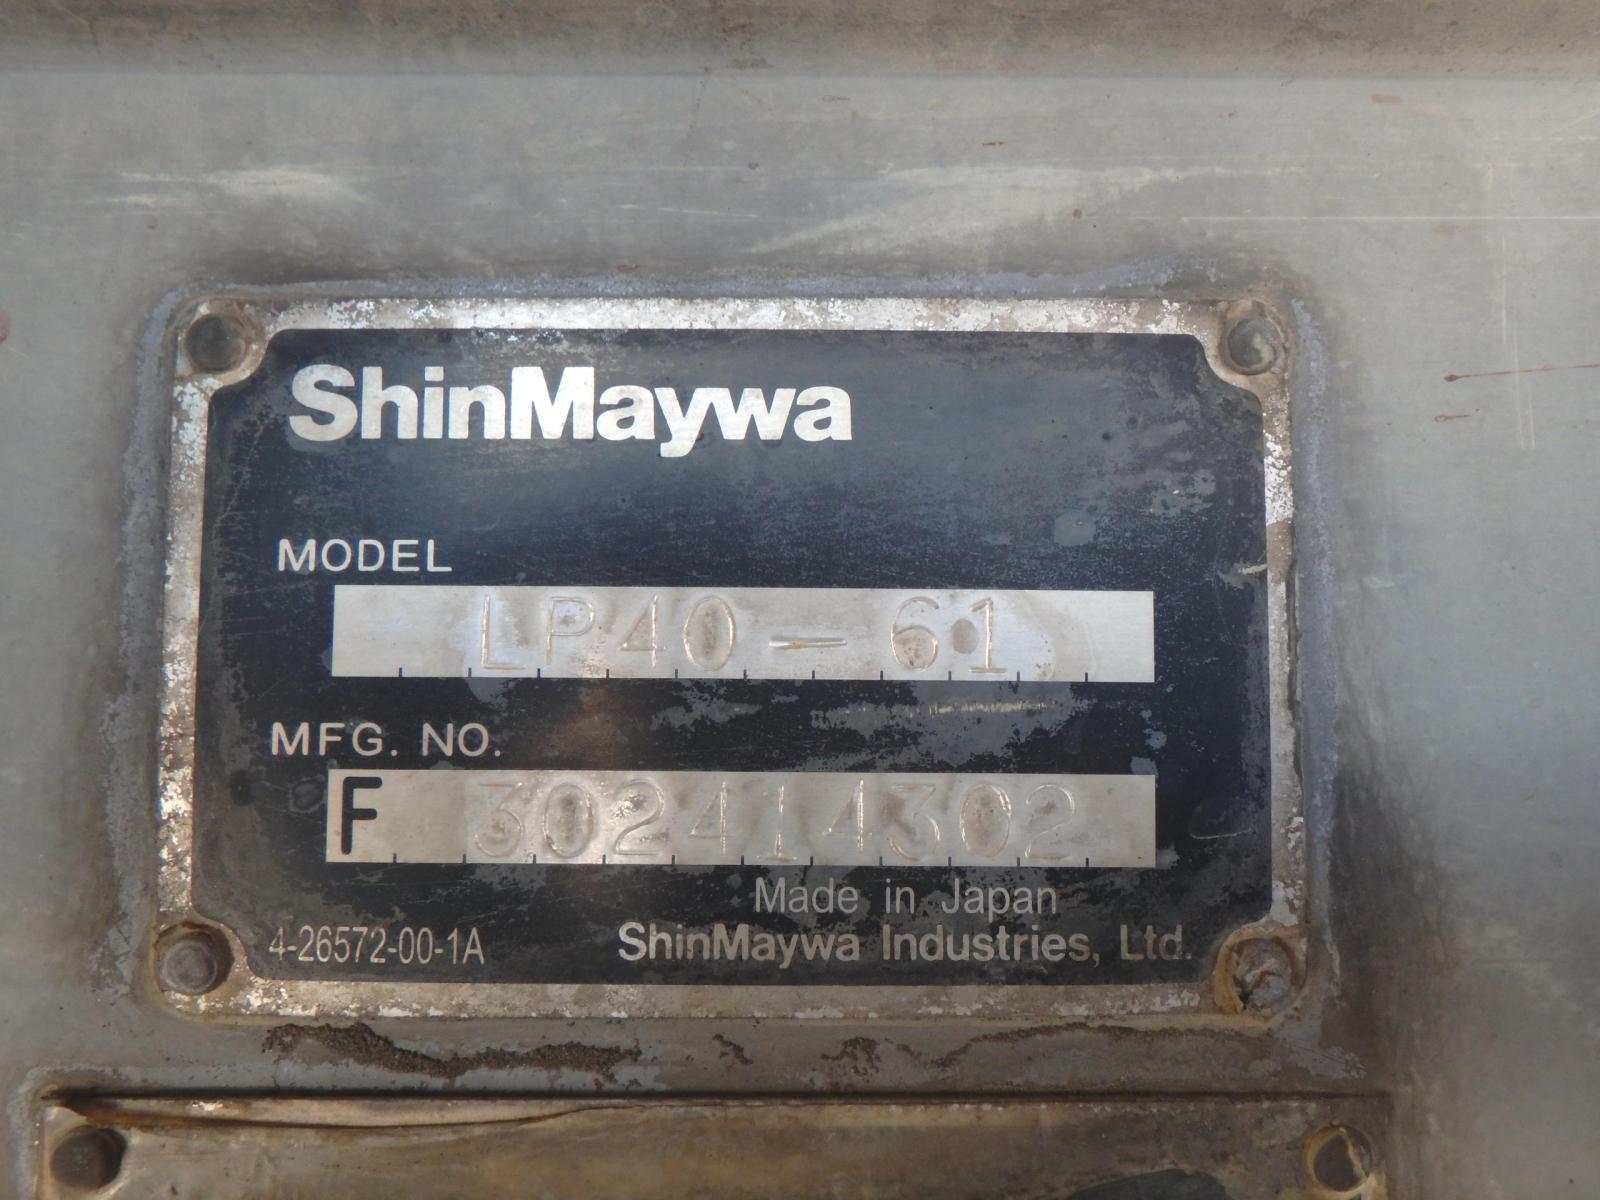 ShinMaywa
MODEL
LP40-61
MFG. NO.
F 302414302
Made in Japan
4-26572-00-1A
ShinMaywa Industries, Ltd.